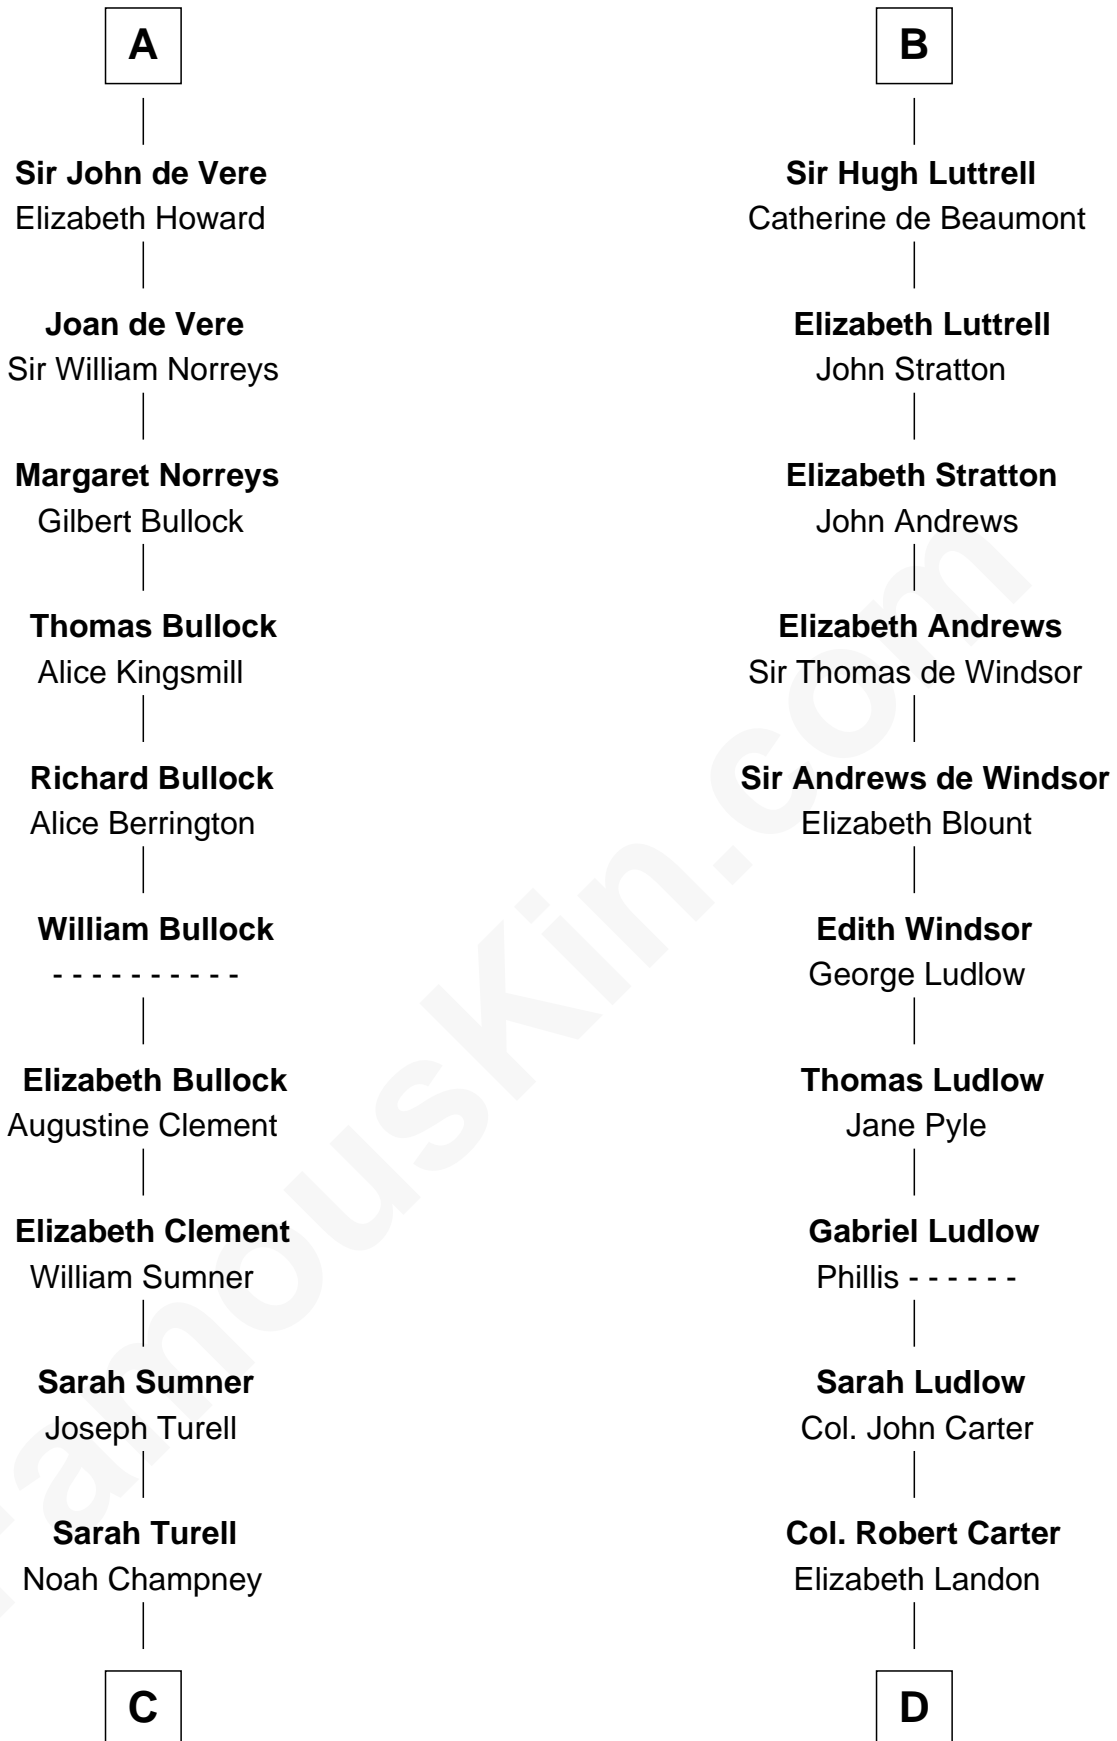 A
Sir John de Vere
Elizabeth Howard
Joan de Vere
Sir William Norreys
Margaret Norreys
Gilbert Bullock
Thomas Bullock
Alice Kingsmill
Richard Bullock
Alice Berrington
William Bullock
- - - - - - - - - -
Elizabeth Bullock
Augustine Clement
Elizabeth Clement
William Sumner
Sarah Sumner
Joseph Turell
Sarah Turell
Noah Champney
C
B
Sir Hugh Luttrell
Catherine de Beaumont
Elizabeth Luttrell
John Stratton
Elizabeth Stratton
John Andrews
Elizabeth Andrews
Sir Thomas de Windsor
Sir Andrews de Windsor
Elizabeth Blount
Edith Windsor
George Ludlow
Thomas Ludlow
Jane Pyle
Gabriel Ludlow
Phillis - - - - - -
Sarah Ludlow
Col. John Carter
Col. Robert Carter
Elizabeth Landon
D
FamousKin.com